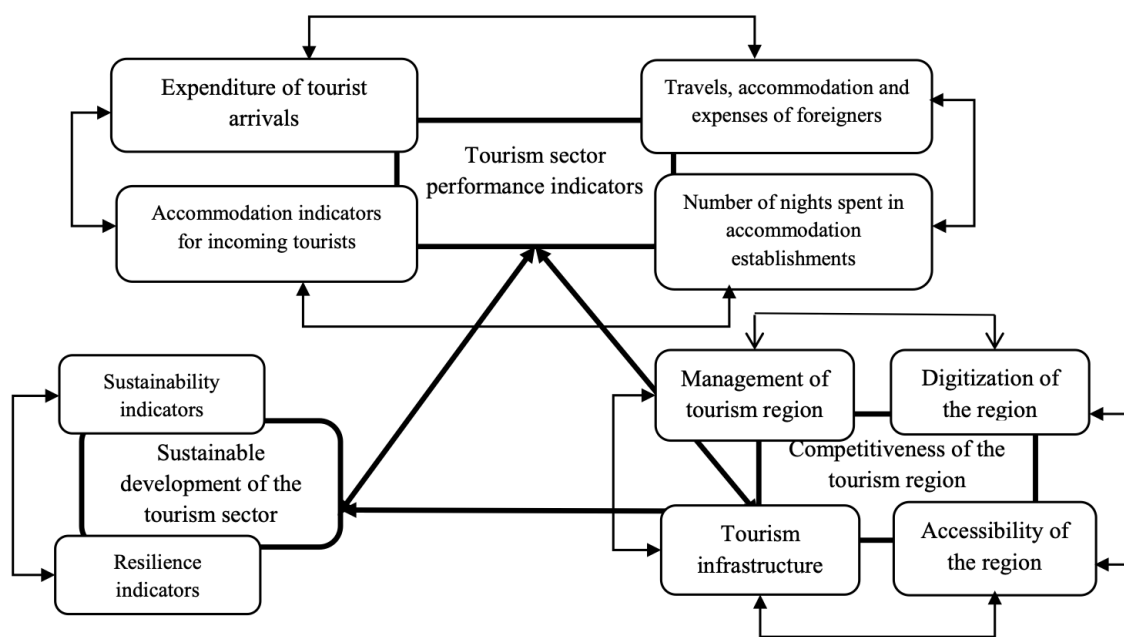 Expenditure of tourist
arrivals
Travels, accommodation and
expenses of foreigners
Tourism sector
performance indicators
Accommodation indicators
for incoming tourists
Number of nights spent in
accommodation
establishments
Sustainability
indicators
Sustainable
development of the
tourism sector
Resilience
indicators
Management of
tourism region
Digitization of
the region
Competitiveness of the
tourism region
Tourism
infrastructure
Accessibility of
the region